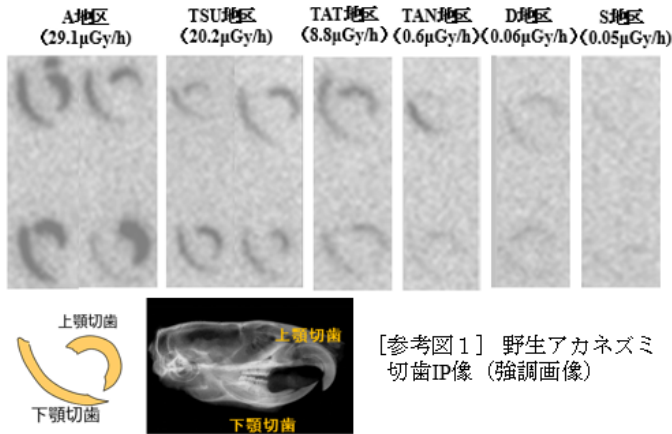 A地区
(29.1μGy/h)
TSU地区
(20.2μGy/h)
TAT地区
(8.8μGy/h)
TAN地区
(0.6μGy/h)
D地区
(0.06μGy/h)
S地区
(0.05μGy/h)
上顎切歯
下顎切歯
上顎切歯
下顎切歯
[参考図1] 野生アカネズミ
切歯IP像（強調画像）